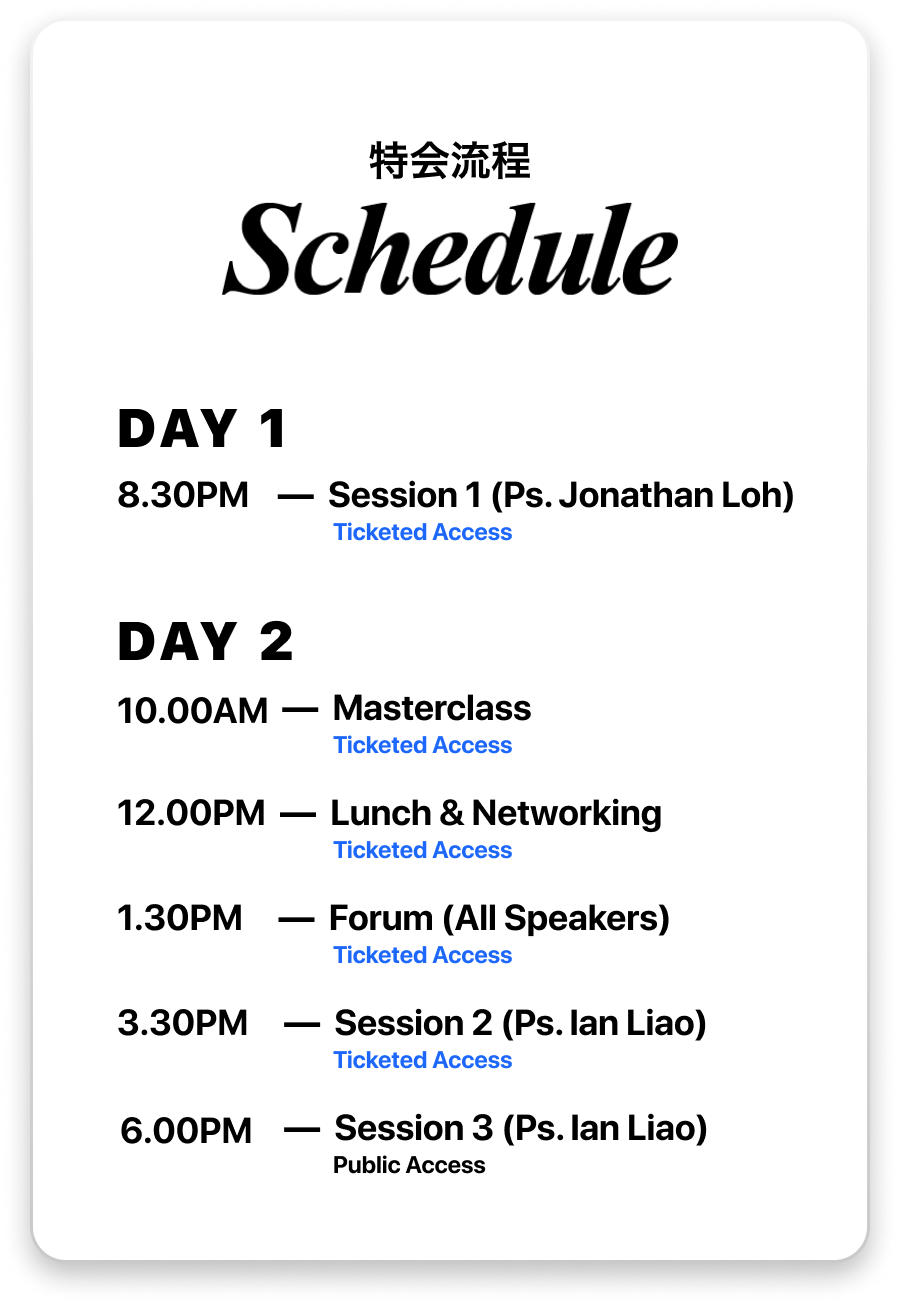 特会流程
Schedule
DAY 1
8.30PM — Session 1 (Ps. Jonathan Loh)
Ticketed Access
DAY 2
10.00AM — Masterclass
Ticketed Access
12.00PM — Lunch & Networking
Ticketed Access
1.30PM — Forum (All Speakers)
Ticketed Access
3.30PM — Session 2 (Ps. Ian Liao)
Ticketed Access
6.00PM — Session 3 (Ps. Ian Liao)
Public Access